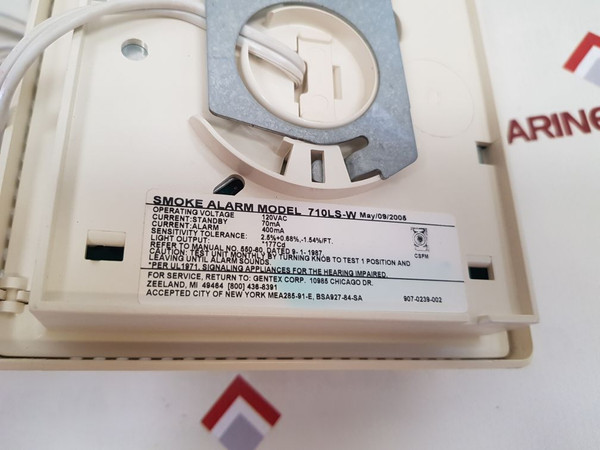 ARINE
SMOKE ALARM MODEL 710LS-W May/09/2006
OPERATING VOLTAGE 120VAC
CURRENT:STANDBY 70mA
CURRENT:ALARM 400mA
SENSITIVITY TOLERANCE: 2.5%+0.68%,-1.54%/FT.
LIGHT OUTPUT: *177Cd
REFER TO MANUAL NO. 550-60, DATED 9- 1- 1987
CAUTION: TEST UNIT MONTHLY BY TURNING KNOB TO TEST 1 POSITION AND
LEAVING UNTIL ALARM SOUNDS.
*PER UL1971, SIGNALING APPLIANCES FOR THE HEARING IMPAIRED.
FOR SERVICE, RETURN TO: GENTEX CORP. 10985 CHICAGO DR.
ZEELAND, MI 49464 [800] 436-8391
ACCEPTED CITY OF NEW YORK MEA285-91-E, BSA927-84-SA
907-0239-002
CSFM